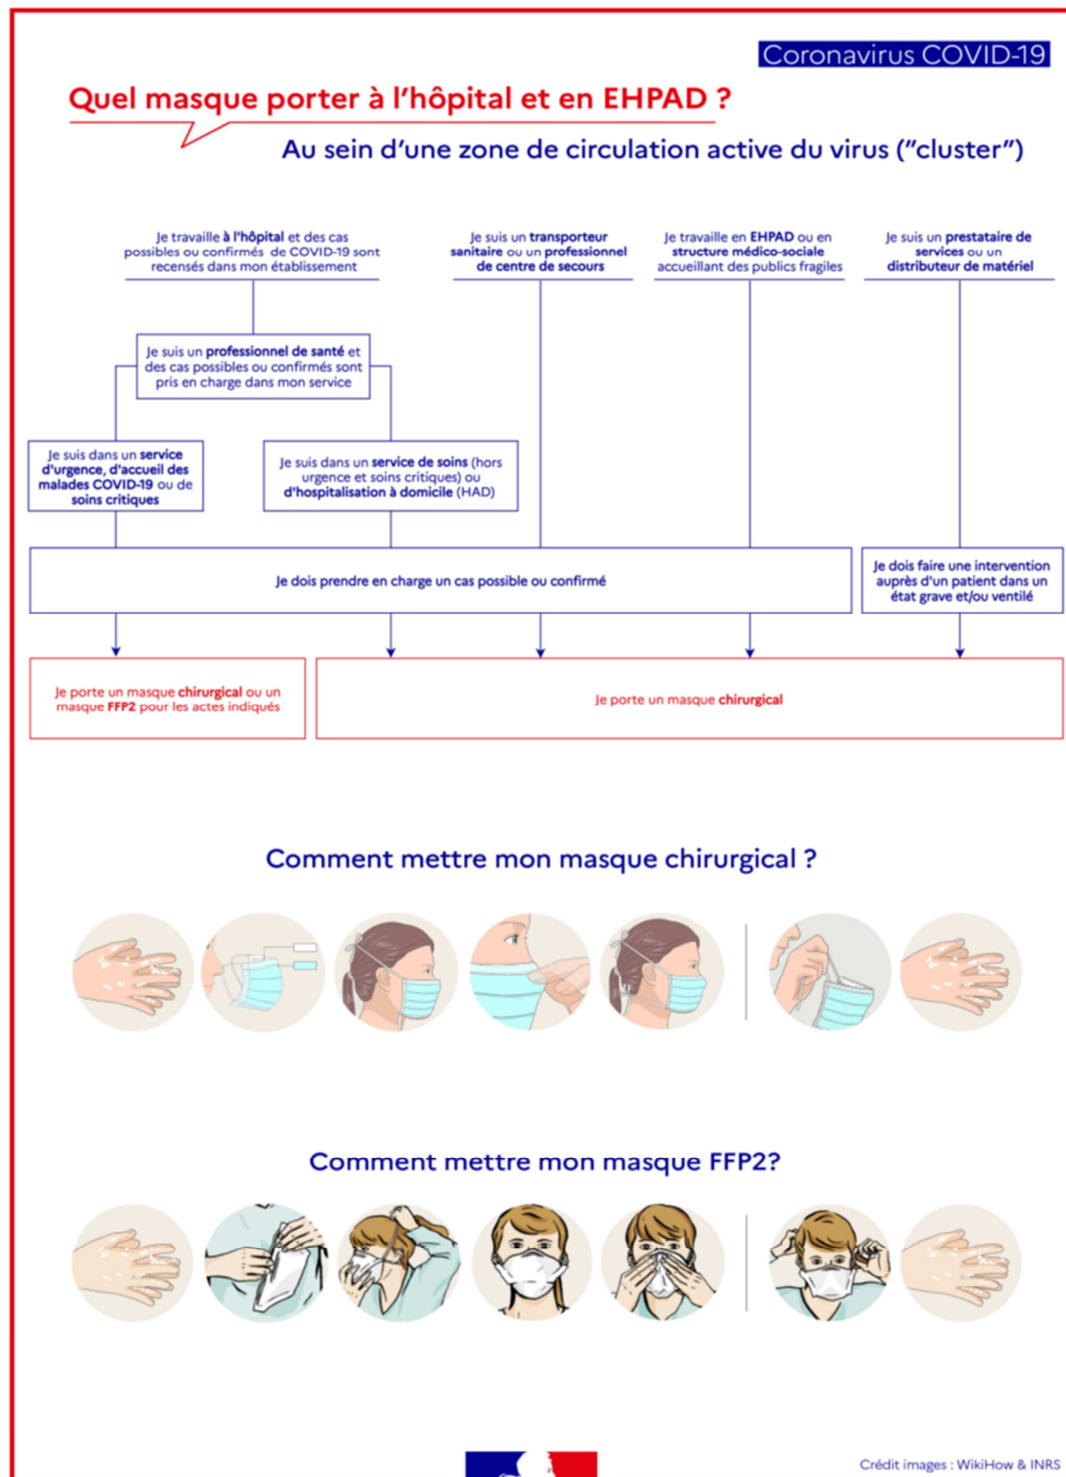 Coronavirus COVID-19
Quel masque porter à l'hôpital et en EHPAD ?
Au sein d'une zone de circulation active du virus ("cluster")
Je travaille à l'hôpital et des cas
possibles ou confirmés de COVID-19 sont
recensés dans mon établissement
Je suis un transporteur
sanitaire ou un professionnel
de centre de secours
Je travaille en EHPAD ou en
structure médico-sociale
accueillant des publics fragiles
Je suis un prestataire de
services ou un
distributeur de matériel
Je suis un professionnel de santé et
des cas possibles ou confirmés sont
pris en charge dans mon service
Je suis dans un service
d'urgence, d'accueil des
malades COVID-19 ou de
soins critiques
Je suis dans un service de soins (hors
urgence et soins critiques) ou
d'hospitalisation à domicile (HAD)
Je dois prendre en charge un cas possible ou confirmé
Je dois faire une intervention
auprès d'un patient dans un
état grave et/ou ventilé
Je porte un masque chirurgical ou un
masque FFP2 pour les actes indiqués
Je porte un masque chirurgical
Comment mettre mon masque chirurgical ?
Comment mettre mon masque FFP2?
Crédit images : WikiHow & INRS